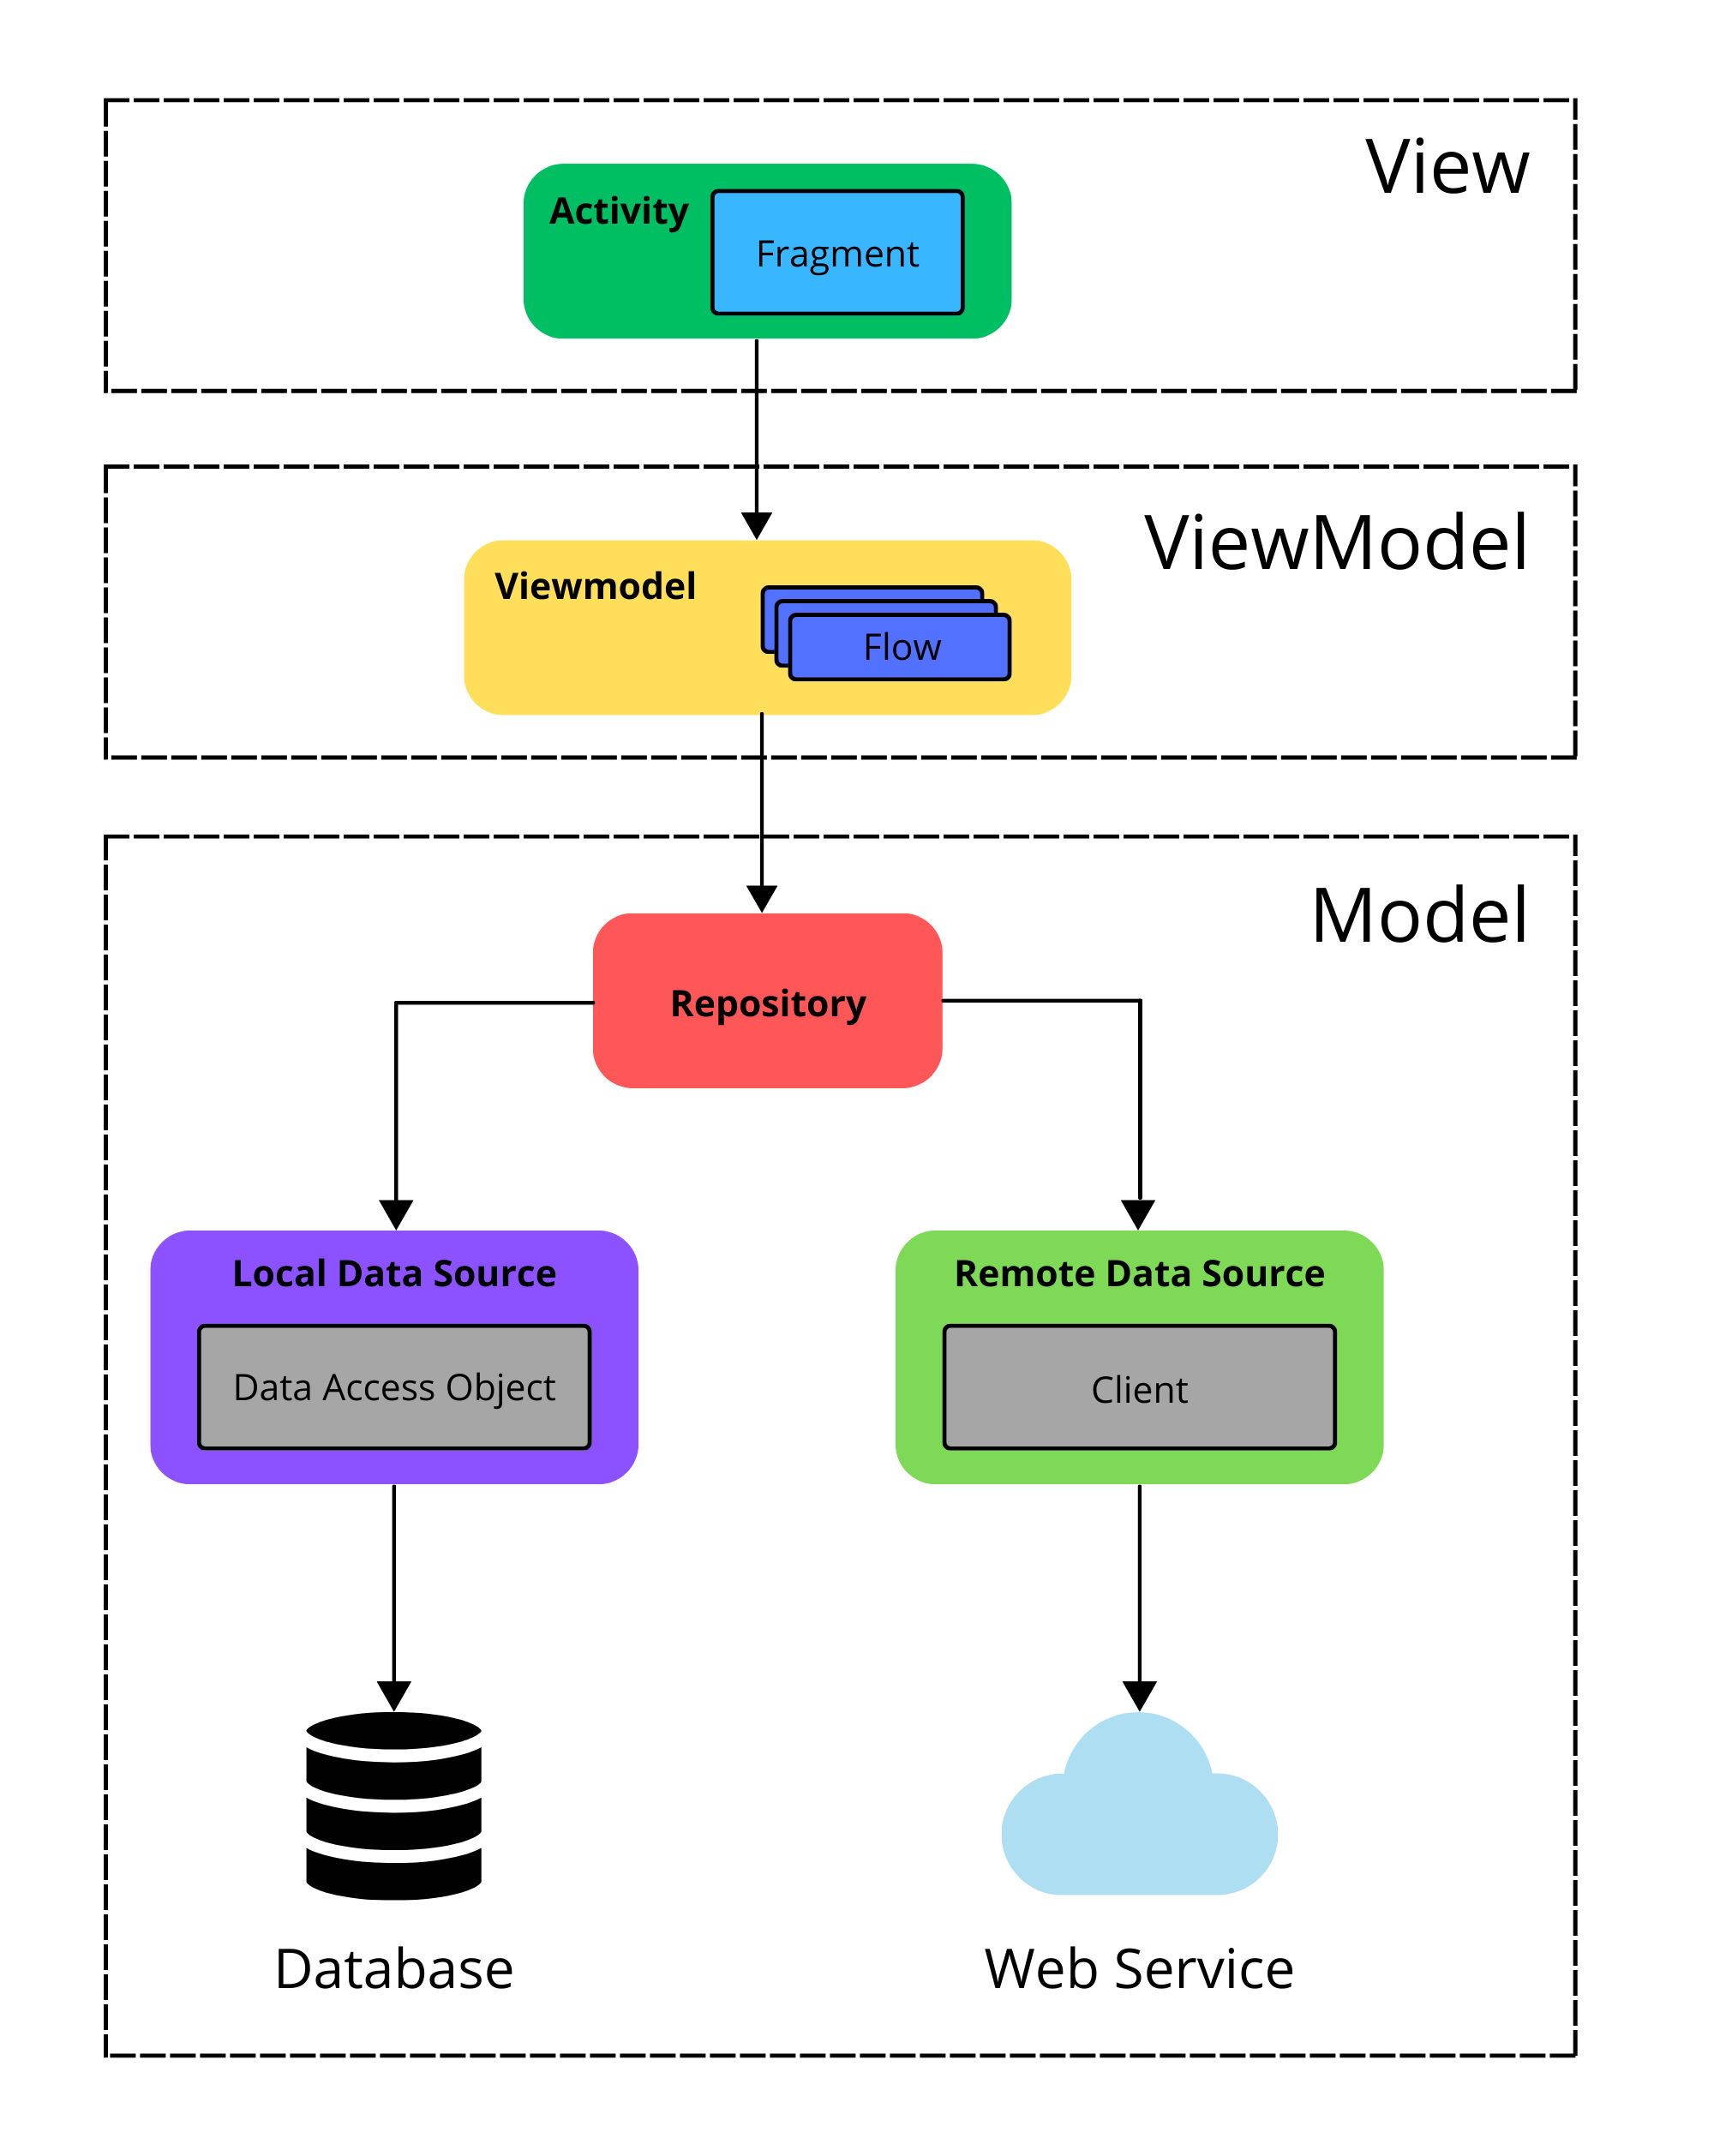 View
Activity
Fragment
ViewModel
Viewmodel
Flow
Model
Repository
Local Data Source
Data Access Object
Remote Data Source
Client
Database
Web Service